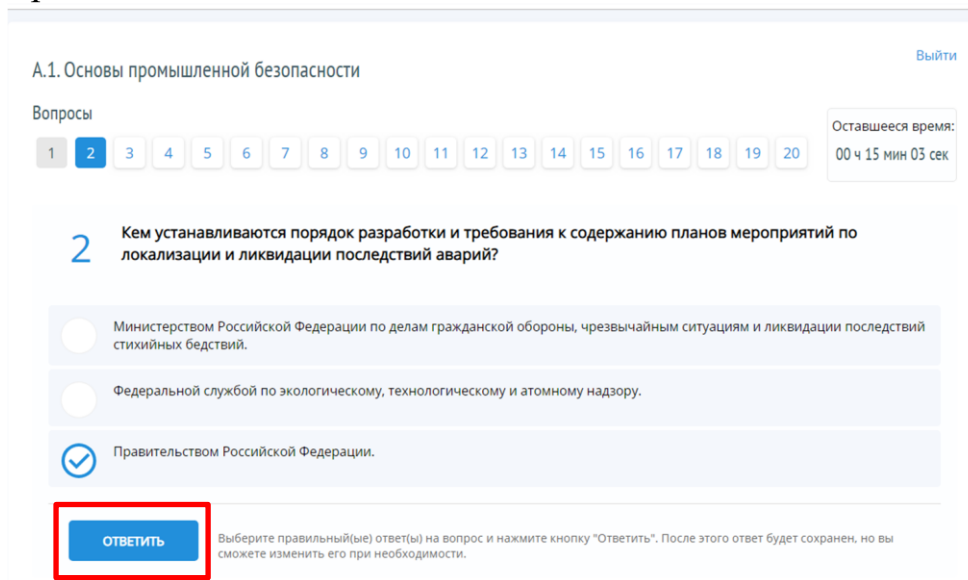 Выйти
А.1. Основы промышленной безопасности
Вопросы
1 2 3 4 5 6 7 8 9 10 11 12 13 14 15 16 17 18 19 20
Оставшееся время:
00 ч 15 мин 03 сек
2
Кем устанавливаются порядок разработки и требования к содержанию планов мероприятий по
локализации и ликвидации последствий аварий?
Министерством Российской Федерации по делам гражданской обороны, чрезвычайным ситуациям и ликвидации последствий
стихийных бедствий.
Федеральной службой по экологическому, технологическому и атомному надзору.
Правительством Российской Федерации.
ОТВЕТИТЬ
Выберите правильный(ые) ответ(ы) на вопрос и нажмите кнопку "Ответить". После этого ответ будет сохранен, но вы
сможете изменить его при необходимости.